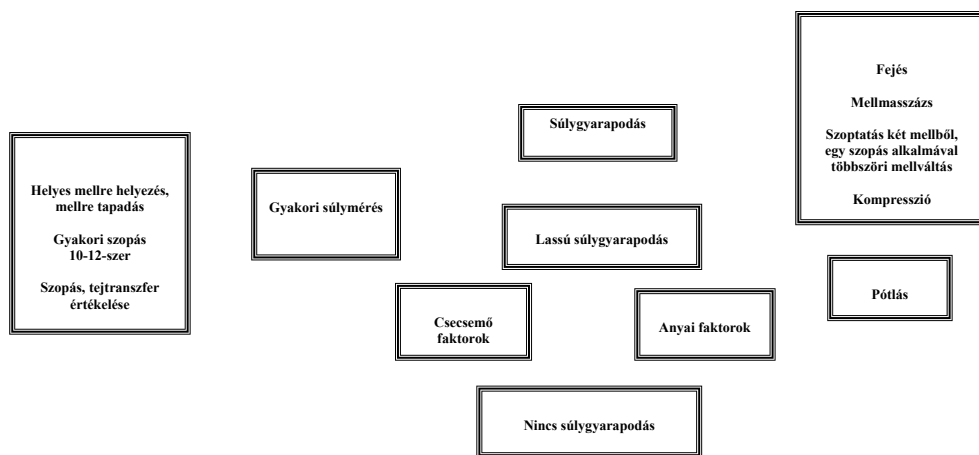 Helyes mellre helyezés,
mellre tapadás
Gyakori szopás
10-12-szer
Szopás, tejtranszfer
értékelése
Gyakori súlymérés
Súlygyarapodás
Lassú súlygyarapodás
Csecsemő
faktorok
Anyai faktorok
Nincs súlygyarapodás
Fejés
Mellmasszázs
Szoptatás két mellből,
egy szopás alkalmával
többszöri mellváltás
Kompresszió
Pótlás